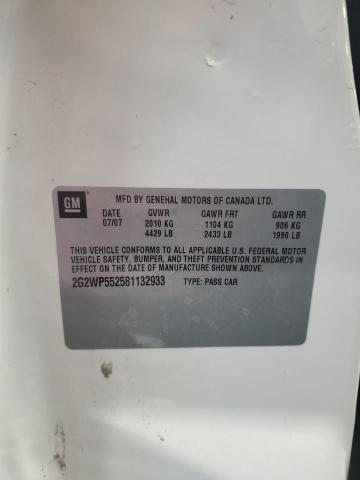 GM
MFD BY GENERAL MOTORS OF CANADA LTD.
DATE GVWR GAWR FRT GAWR RR
07/07 2010 KG 1104 KG 906 KG
4429 LB 2433 LB 1996 LB
THIS VEHICLE CONFORMS TO ALL APPLICABLE U.S. FEDERAL MOTOR
VEHICLE SAFETY, BUMPER, AND THEFT PREVENTION STANDARDS IN
EFFECT ON THE DATE OF MANUFACTURE SHOWN ABOVE.
2G2WP552581132933 TYPE: PASS CAR